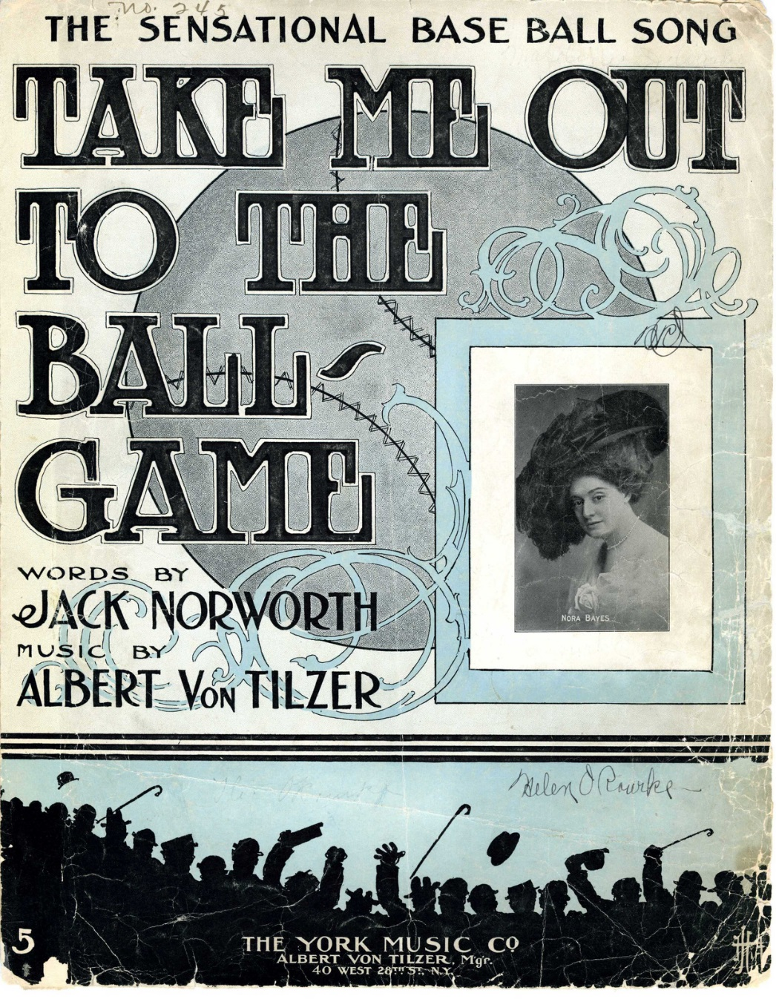 No. 245
THE SENSATIONAL BASE BALL SONG
TAKE ME OUT
TO THE
BALL-
GAME
NORA BAYES
WORDS BY
JACK NORWORTH
MUSIC BY
ALBERT VON TILZER
Helen O'Rourke
5
THE YORK MUSIC CO
ALBERT VON TILZER, Mgr.
40 WEST 28TH ST. N.Y.